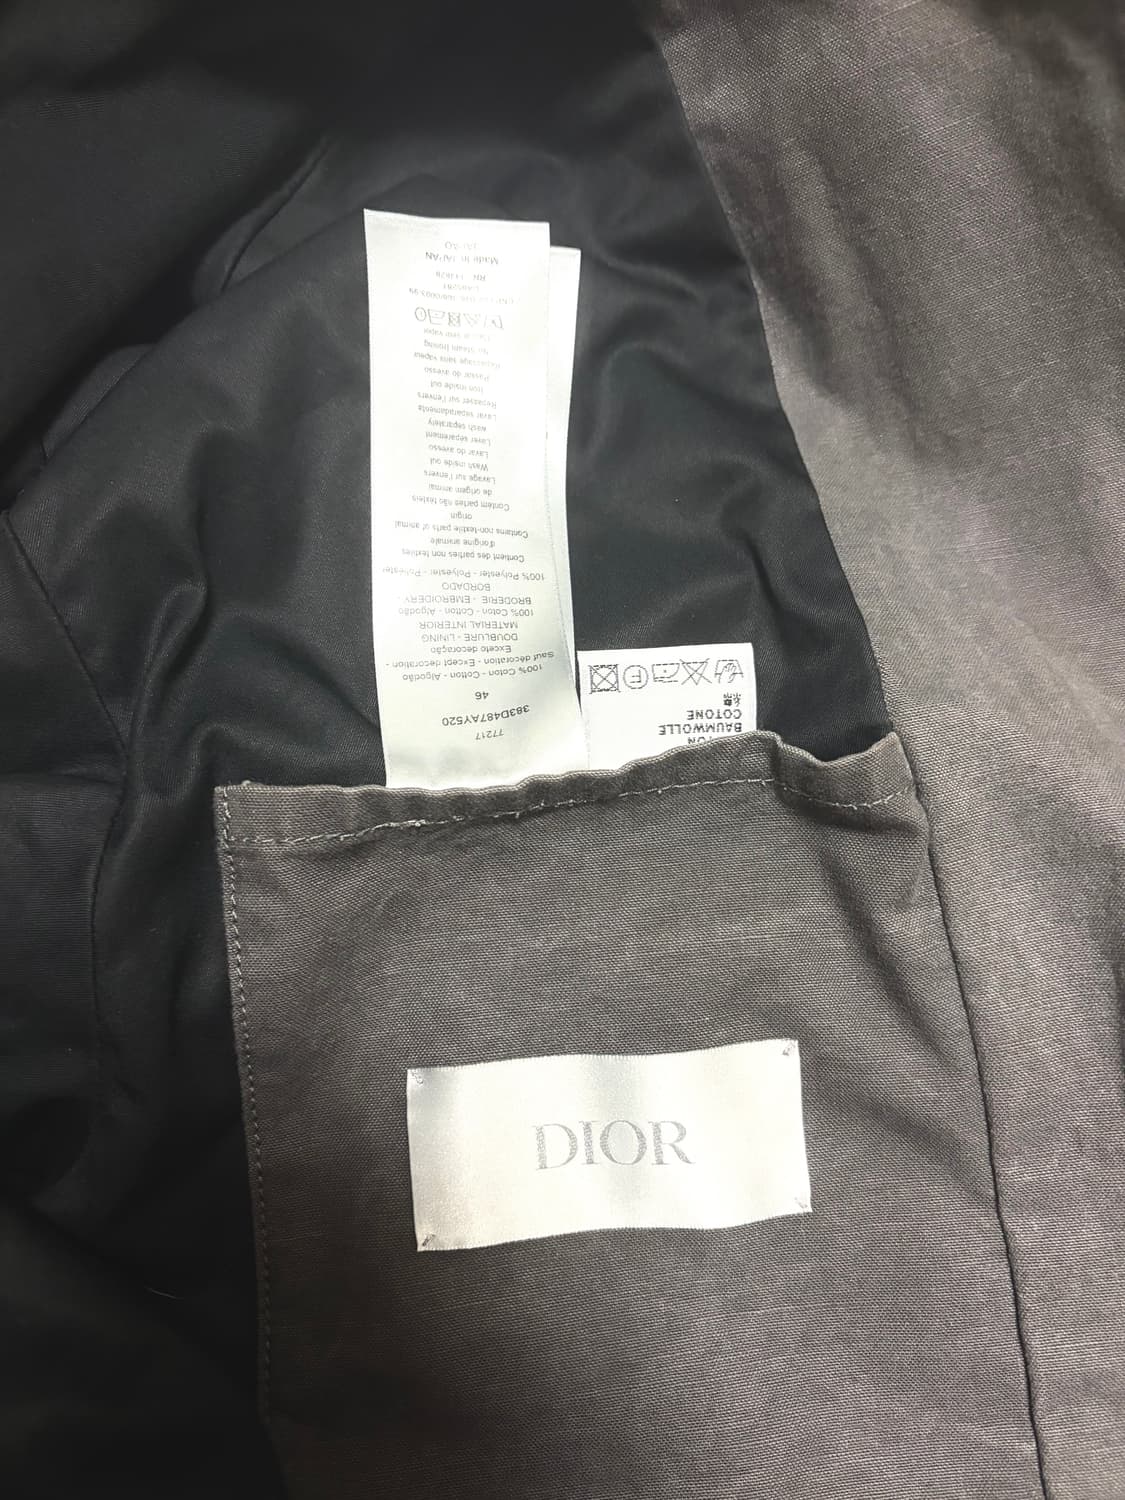 77217
383D487AY520
46
100% Coton - Cotton - Algodão
Sauf décoration - Except decoration -
Exceto decoração
DOUBLURE - LINING -
MATERIAL INTERIOR
100% Coton - Cotton - Algodão
BRODERIE - EMBROIDERY -
BORDADO
100% Polyester - Polyester - Poliéster
Contient des parties non textiles
d'origine animale
Contains non-textile parts of animal
origin
Contém partes não têxteis
de origem animal
Lavage sur l'envers
Wash inside out
Lavar do avesso
Laver séparément
wash separately
Lavar separadamente
Repasser sur l'envers
Iron inside out
Passar do avesso
Repassage sans vapeur
No Steam Ironing
Made in JAPAN
COTONE
BAUMWOLLE
DIOR